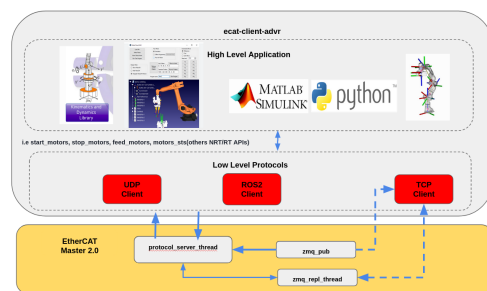 ecat-client-advr
High Level Application
Kinematics and
Dynamics
Library
MATLAB
SIMULINK
python™
i.e start_motors, stop_motors, feed_motors, motors_sts(others NRT/RT APIs)
Low Level Protocols
UDP
Client
ROS2
Client
TCP
Client
EtherCAT
Master 2.0
protocol_server_thread
zmq_pub
zmq_repl_thread